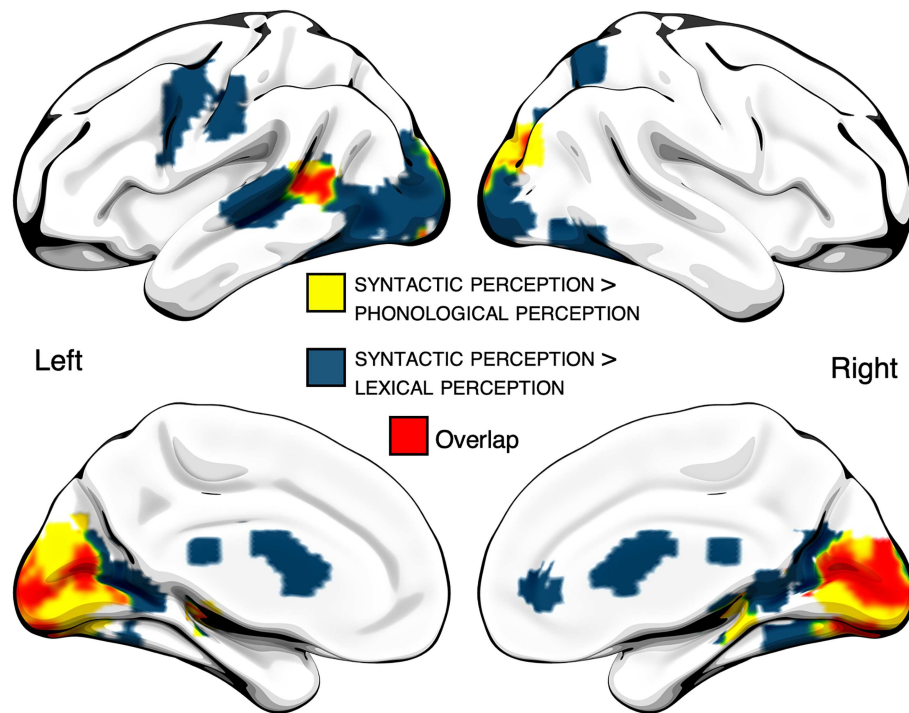 SYNTACTIC PERCEPTION >
PHONOLOGICAL PERCEPTION
Left
SYNTACTIC PERCEPTION >
LEXICAL PERCEPTION
Right
Overlap